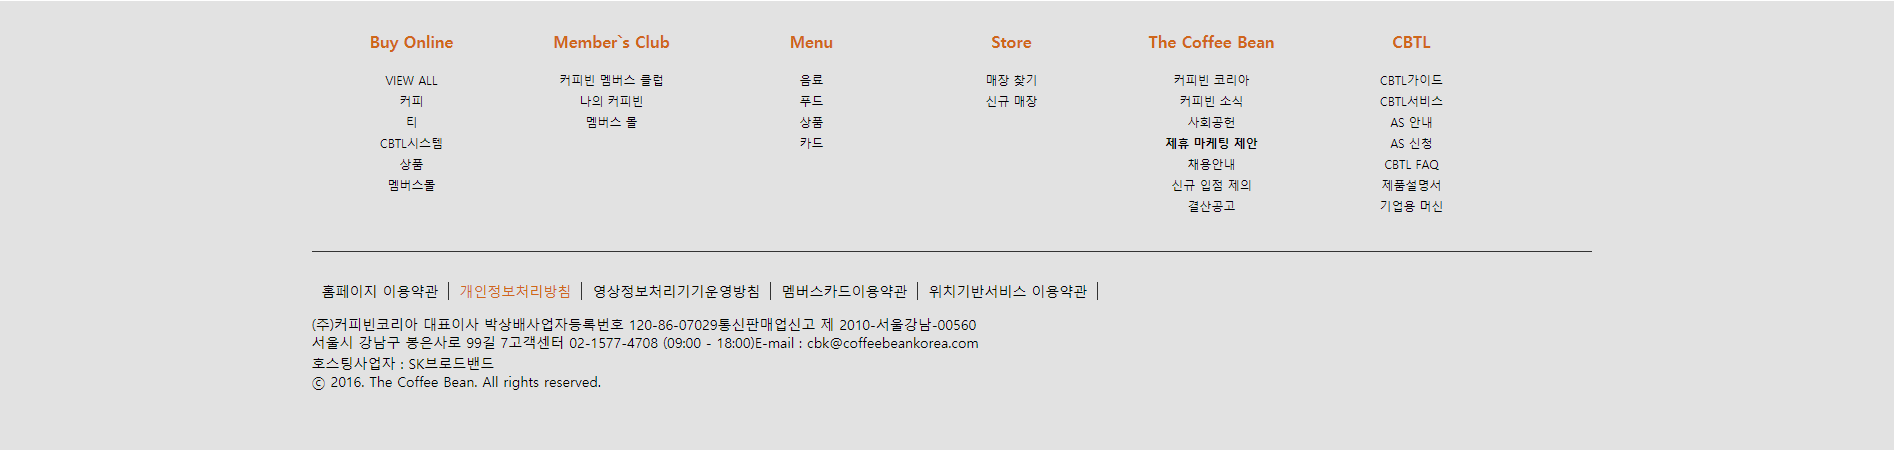 Buy Online
VIEW ALL
커피
티
CBTL시스템
상품
멤버스몰
Member`s Club
커피빈 멤버스 클럽
나의 커피빈
멤버스 몰
Menu
음료
푸드
상품
카드
Store
매장 찾기
신규 매장
The Coffee Bean
커피빈 코리아
커피빈 소식
사회공헌
제휴 마케팅 제안
채용안내
신규 입점 제의
결산공고
CBTL
CBTL가이드
CBTL서비스
AS 안내
AS 신청
CBTL FAQ
제품설명서
기업용 머신
홈페이지 이용약관 | 개인정보처리방침 | 영상정보처리기기운영방침 | 멤버스카드이용약관 | 위치기반서비스 이용약관 |
(주)커피빈코리아 대표이사 박상배사업자등록번호 120-86-07029통신판매업신고 제 2010-서울강남-00560
서울시 강남구 봉은사로 99길 7고객센터 02-1577-4708 (09:00 - 18:00)E-mail : cbk@coffeebeankorea.com
호스팅사업자 : SK브로드밴드
ⓒ 2016. The Coffee Bean. All rights reserved.